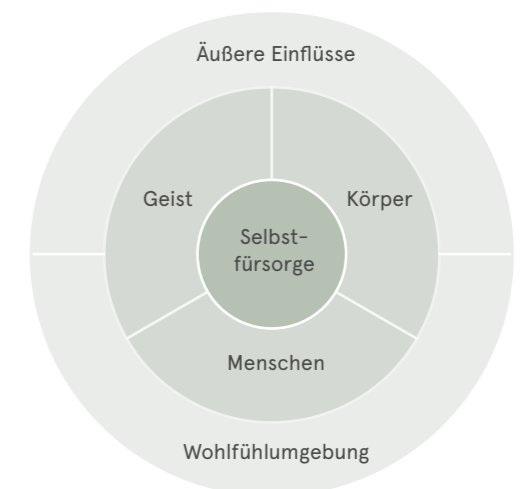 Äußere Einflüsse
Geist
Körper
Selbst-
fürsorge
Menschen
Wohlfühlumgebung